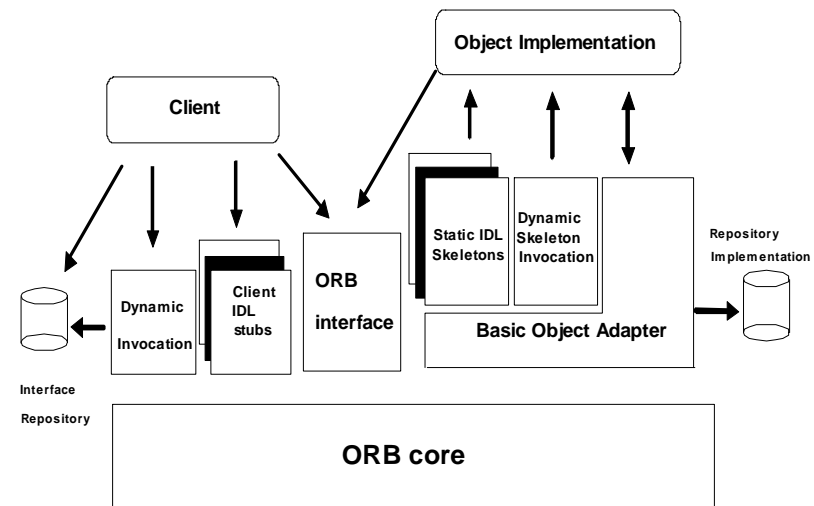 Object Implementation
Client
Static IDL
Skeletons
Dynamic
Skeleton
Invocation
Repository
Implementation
Dynamic
Invocation
Client
IDL
stubs
ORB
interface
Basic Object Adapter
Interface
Repository
ORB core